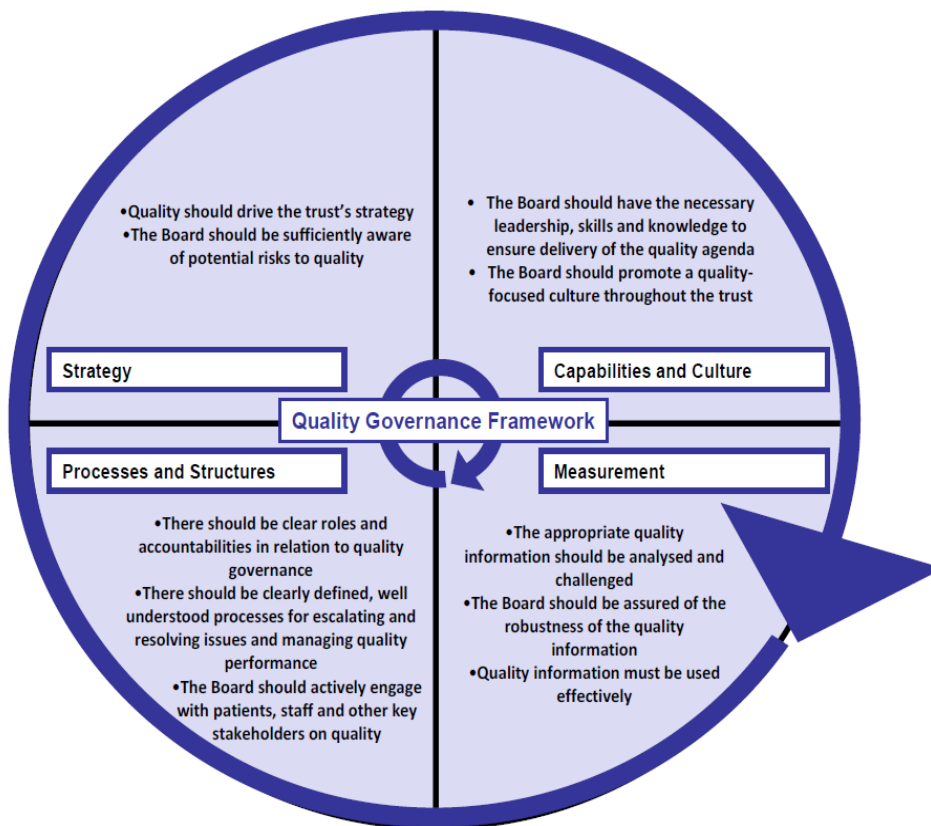 •Quality should drive the trust's strategy
•The Board should be sufficiently aware
of potential risks to quality
Strategy
• The Board should have the necessary
leadership, skills and knowledge to
ensure delivery of the quality agenda
• The Board should promote a quality-
focused culture throughout the trust
Capabilities and Culture
Quality Governance Framework
Processes and Structures
•There should be clear roles and
accountabilities in relation to quality
governance
•There should be clearly defined, well
understood processes for escalating and
resolving issues and managing quality
performance
•The Board should actively engage
with patients, staff and other key
stakeholders on quality
Measurement
•The appropriate quality
information should be analysed and
challenged
•The Board should be assured of the
robustness of the quality
information
•Quality information must be used
effectively